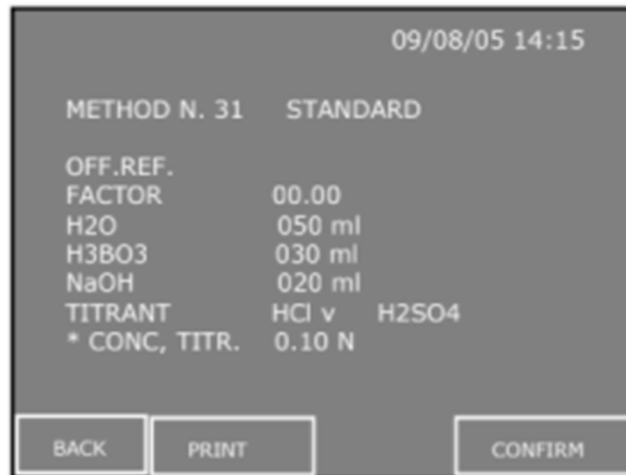 09/08/05 14:15
METHOD N. 31 STANDARD
OFF.REF.
FACTOR 00.00
H2O 050 ml
H3BO3 030 ml
NaOH 020 ml
TITRANT HCl v H2SO4
* CONC, TITR. 0.10 N
BACK PRINT CONFIRM